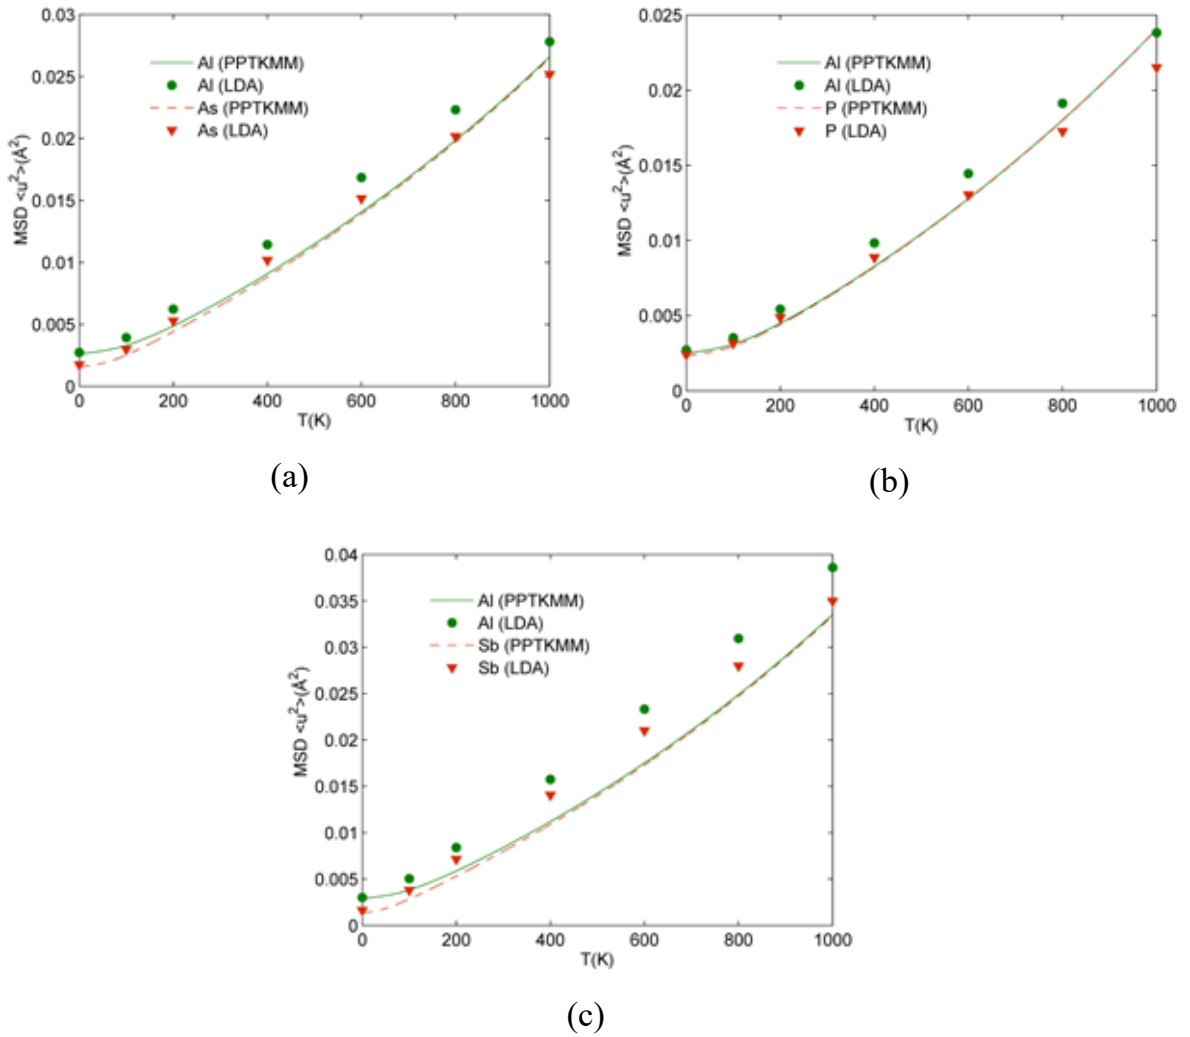 0.03
0.025
0.02
0.015
0.01
0.005
0
MSD <u²>(Å²)
Al (PPTKMM)
Al (LDA)
As (PPTKMM)
As (LDA)
0 200 400 600 800 1000
T(K)
(a)
0.025
0.02
0.015
0.01
0.005
0
MSD <u²>(Å²)
Al (PPTKMM)
Al (LDA)
P (PPTKMM)
P (LDA)
0 200 400 600 800 1000
T(K)
(b)
0.04
0.035
0.03
0.025
0.02
0.015
0.01
0.005
0
MSD <u²>(Å²)
Al (PPTKMM)
Al (LDA)
Sb (PPTKMM)
Sb (LDA)
0 200 400 600 800 1000
T(K)
(c)